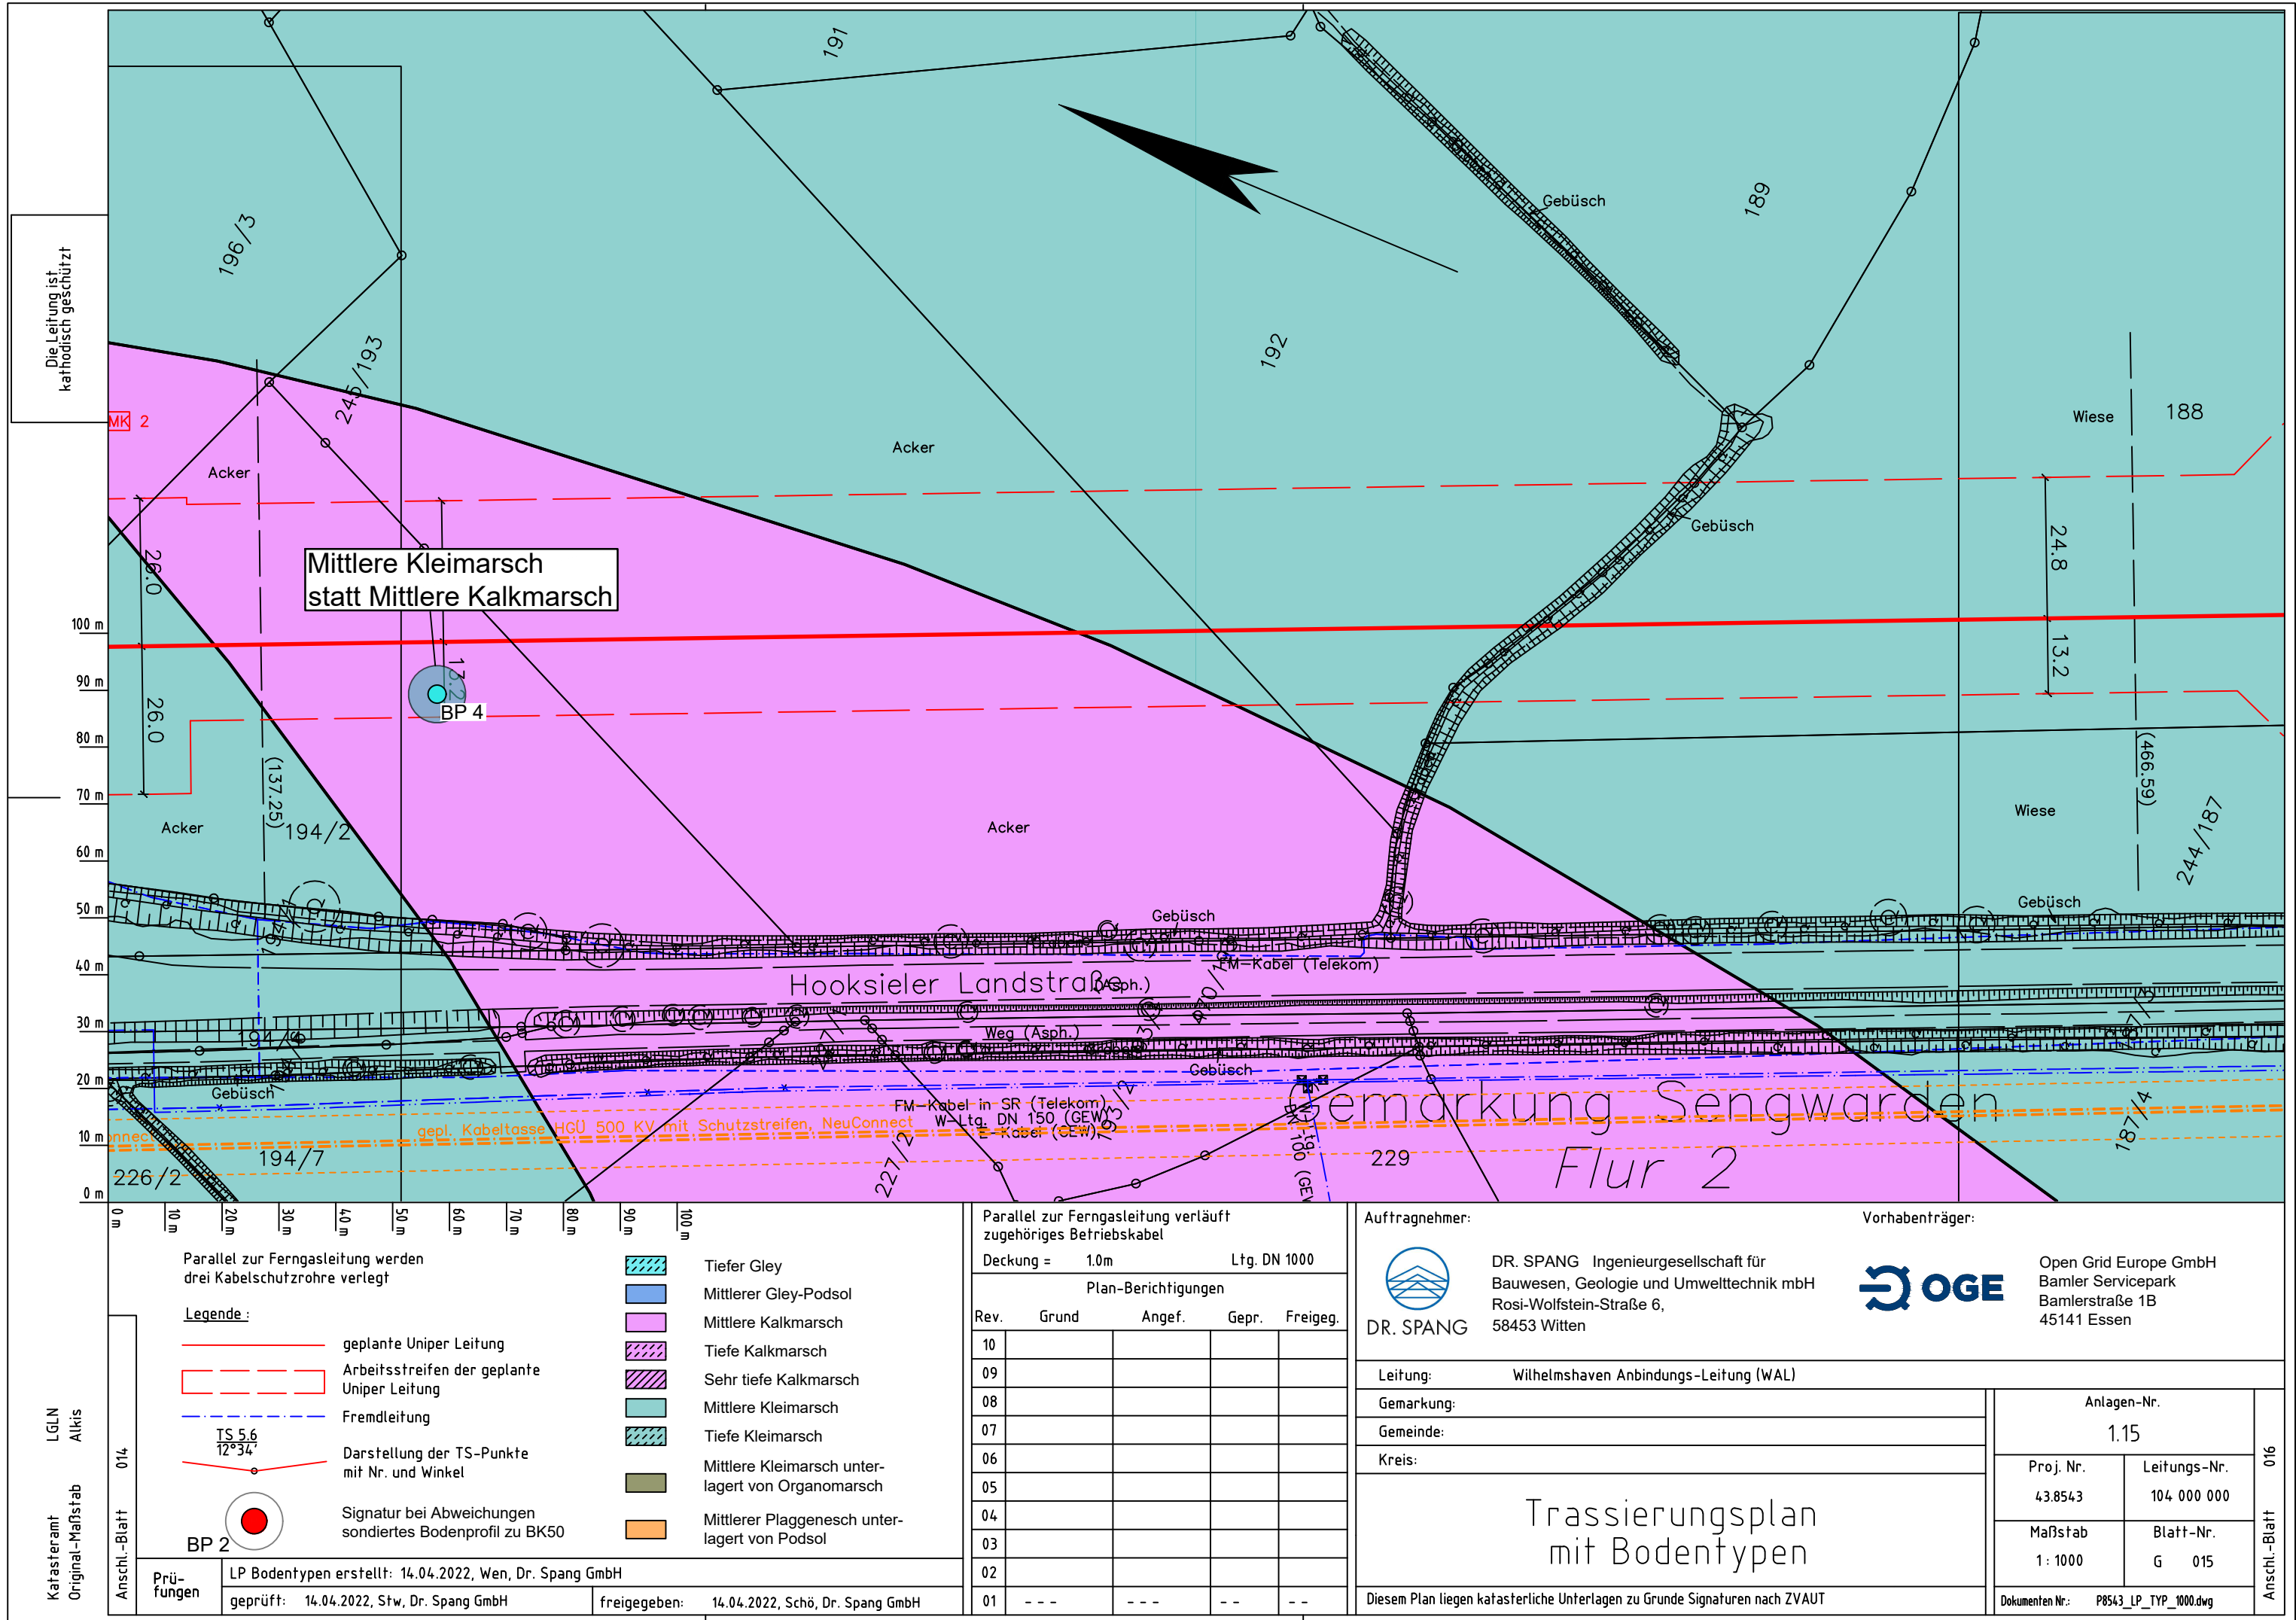 191
196/3
245/193
192
189
188
Gebüsch
Gebüsch
Wiese
Acker
Acker
MK 2
Die Leitung ist
kathodisch geschützt
26.0
26.0
Mittlere Kleimarsch
statt Mittlere Kalkmarsch
13.2
BP 4
24.8
13.2
(137.25)
(466.59)
194/2
Acker
Acker
Wiese
244/187
100 m
90 m
80 m
70 m
60 m
50 m
40 m
30 m
20 m
10 m
0 m
Gebüsch
Gebüsch
FM-Kabel (Telekom)
Hooksieler Landstraße
(Asph.)
Weg (Asph.)
Gebüsch
Gebüsch
FM-Kabel in SR (Telekom)
W-Ltg. DN 150 (GEW)
E-Kabel (GEW)
193/2
gepl. Kabeltasse HGÜ 500 KV mit Schutzstreifen, NeuConnect
Gemarkung Sengwarden
Flur 2
226/2
194/7
227/2
229
187/4
0 m
10 m
20 m
30 m
40 m
50 m
60 m
70 m
80 m
90 m
100 m
Parallel zur Ferngasleitung werden
drei Kabelschutzrohre verlegt
Legende :
geplante Uniper Leitung
Arbeitsstreifen der geplante
Uniper Leitung
Fremdleitung
TS 5.6
12°34'
Darstellung der TS-Punkte
mit Nr. und Winkel
BP 2
Signatur bei Abweichungen
sondiertes Bodenprofil zu BK50
Tiefer Gley
Mittlerer Gley-Podsol
Mittlere Kalkmarsch
Tiefe Kalkmarsch
Sehr tiefe Kalkmarsch
Mittlere Kleimarsch
Tiefe Kleimarsch
Mittlere Kleimarsch unter-
lagert von Organomarsch
Mittlerer Plaggenesch unter-
lagert von Podsol
Katasteramt LGLN
Original-Maßstab Alkis
Anschl.-Blatt 014
Prü-
fungen
LP Bodentypen erstellt: 14.04.2022, Wen, Dr. Spang GmbH
geprüft: 14.04.2022, Stw, Dr. Spang GmbH
freigegeben: 14.04.2022, Schö, Dr. Spang GmbH
Parallel zur Ferngasleitung verläuft
zugehöriges Betriebskabel
Deckung = 1.0m Ltg. DN 1000
Plan-Berichtigungen
Rev. Grund Angef. Gepr. Freigeg.
10
09
08
07
06
05
04
03
02
01 --- --- -- --
Auftragnehmer:
DR. SPANG
DR. SPANG Ingenieurgesellschaft für
Bauwesen, Geologie und Umwelttechnik mbH
Rosi-Wolfstein-Straße 6,
58453 Witten
Vorhabenträger:
OGE
Open Grid Europe GmbH
Bamler Servicepark
Bamlerstraße 1B
45141 Essen
Leitung: Wilhelmshaven Anbindungs-Leitung (WAL)
Gemarkung:
Gemeinde:
Kreis:
Trassierungsplan
mit Bodentypen
Diesem Plan liegen katasterliche Unterlagen zu Grunde Signaturen nach ZVAUT
Anlagen-Nr.
1.15
Proj. Nr.
43.8543
Leitungs-Nr.
104 000 000
Maßstab
1 : 1000
Blatt-Nr.
G 015
Dokumenten Nr.: P8543_LP_TYP_1000.dwg
Anschl.-Blatt 016